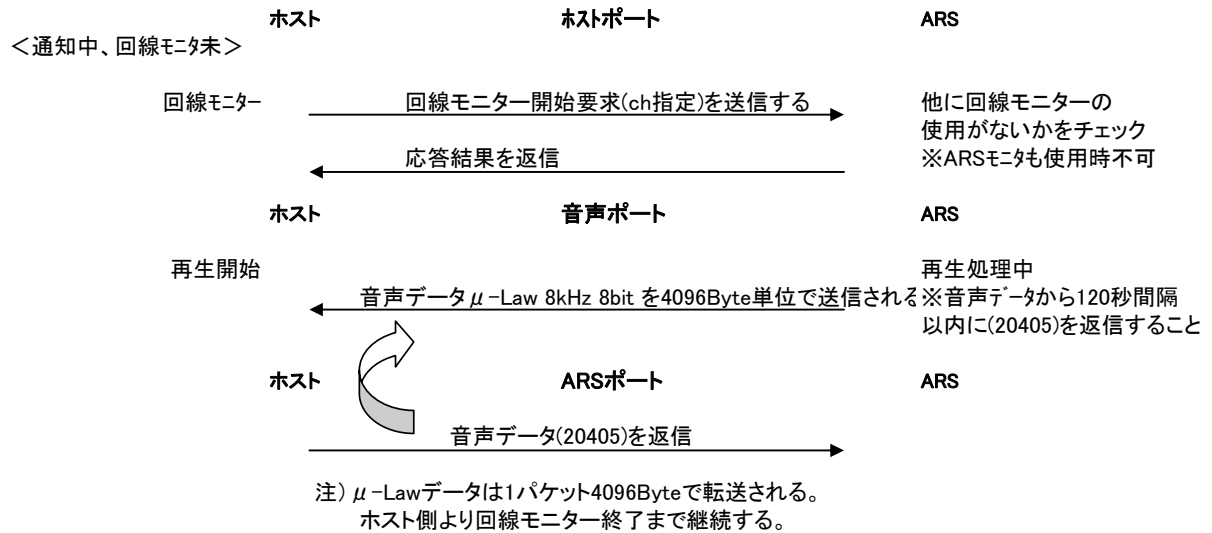 ホスト ﾎｽﾄポート ARS
＜通知中、回線ﾓﾆﾀ未＞
回線ﾓﾆﾀｰ 回線モニター開始要求(ch指定)を送信する 他に回線モニターの
使用がないかをチェック
応答結果を返信 ※ARSﾓﾆﾀも使用時不可
ホスト 音声ポート ARS
再生開始 再生処理中
音声データμ-Law 8kHz 8bit を4096Byte単位で送信される ※音声ﾃﾞｰﾀから120秒間隔
以内に(20405)を返信すること
ホスト ARSポート ARS
音声データ(20405)を返信
注）μ-Lawデータは1パケット4096Byteで転送される。
ホスト側より回線モニター終了まで継続する。